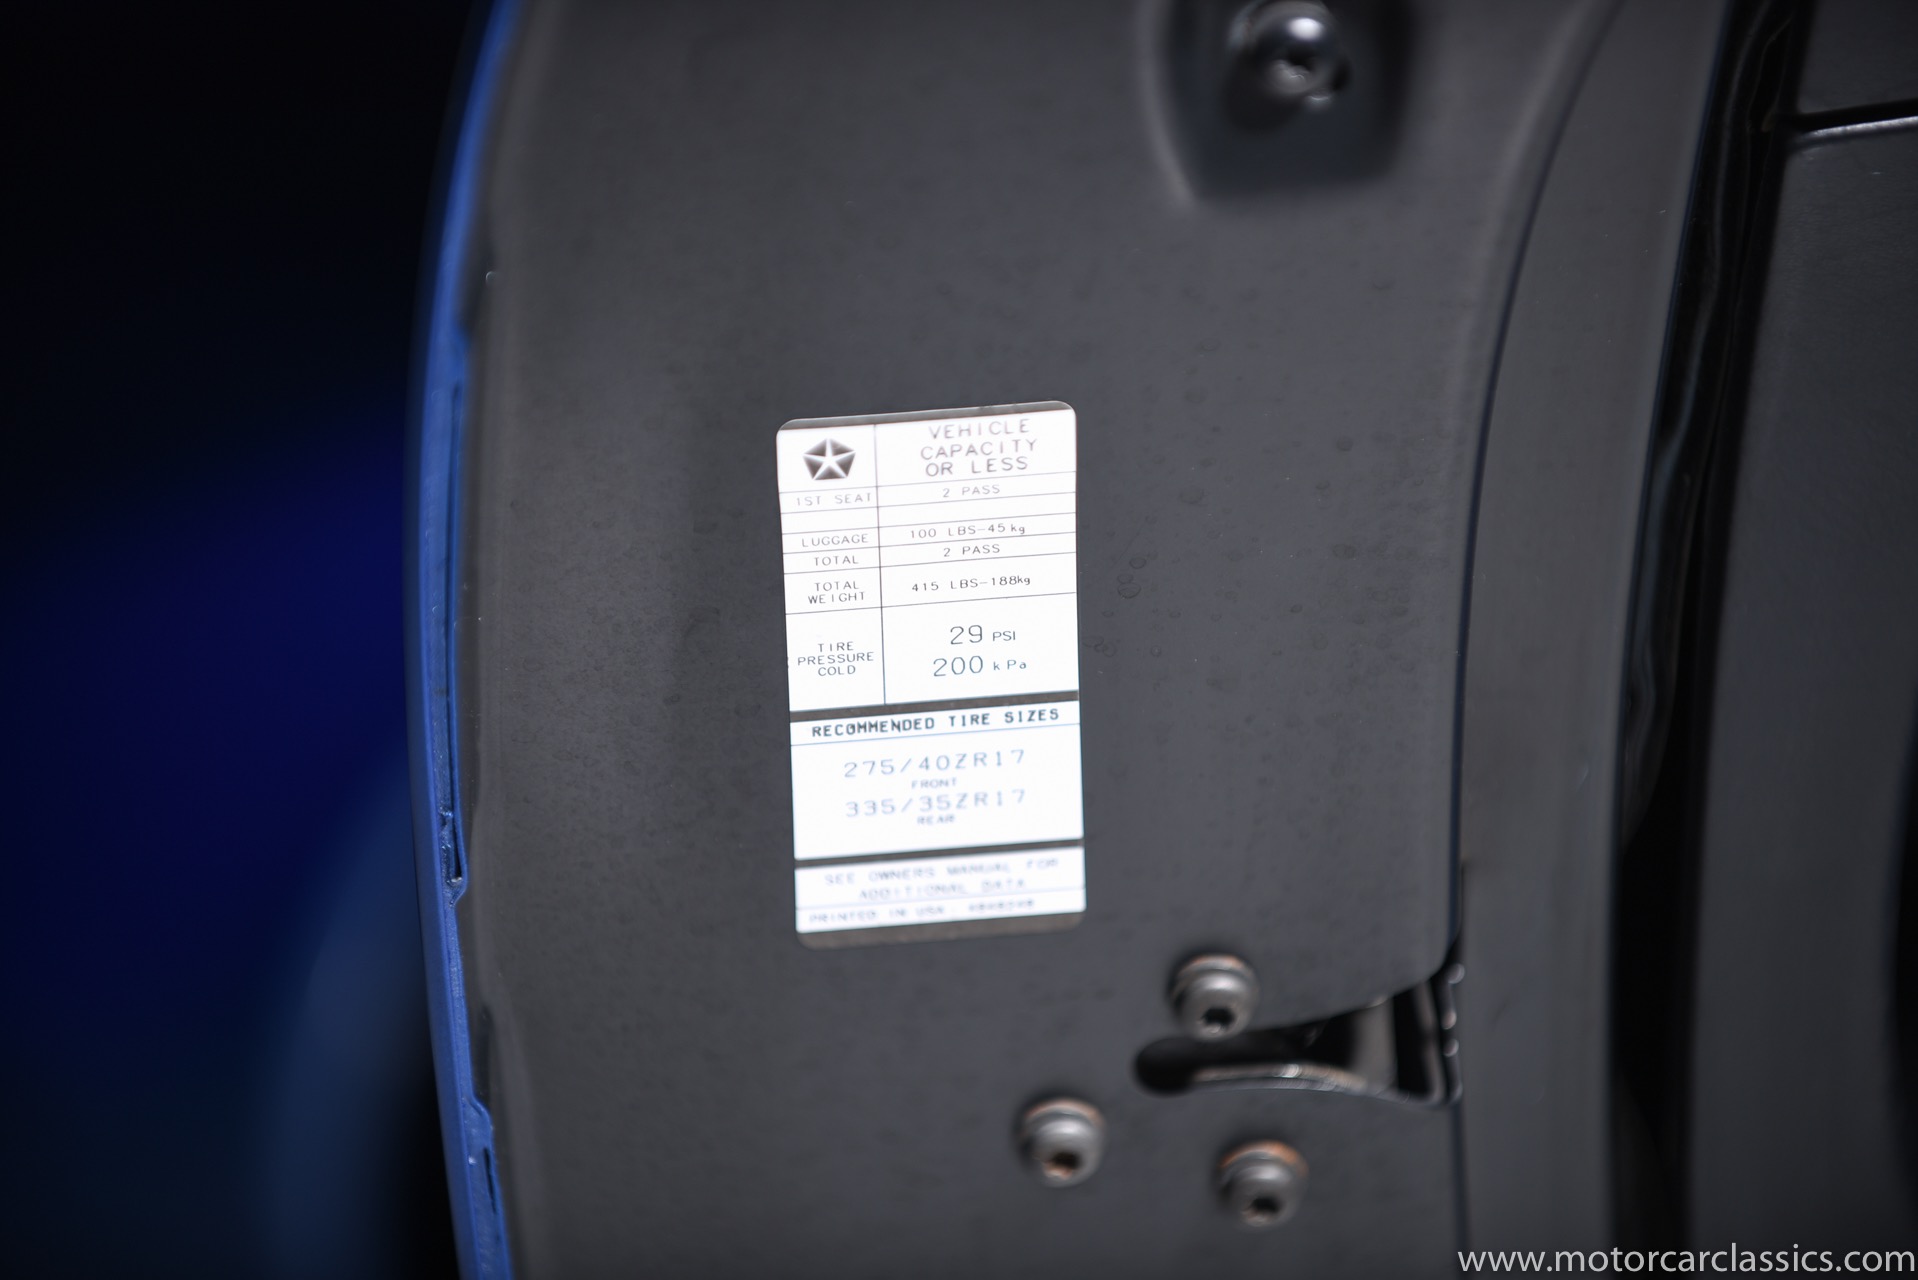 VEHICLE
CAPACITY
OR LESS
1ST SEAT 2 PASS
LUGGAGE 100 LBS-45kg
TOTAL 2 PASS
TOTAL
WEIGHT 415 LBS-188kg
TIRE
PRESSURE
COLD
29 PSI
200 kPa
RECOMMENDED TIRE SIZES
275/40ZR17
FRONT
335/35ZR17
REAR
SEE OWNERS MANUAL FOR
ADDITIONAL DATA
PRINTED IN USA
www.motorcarclassics.com